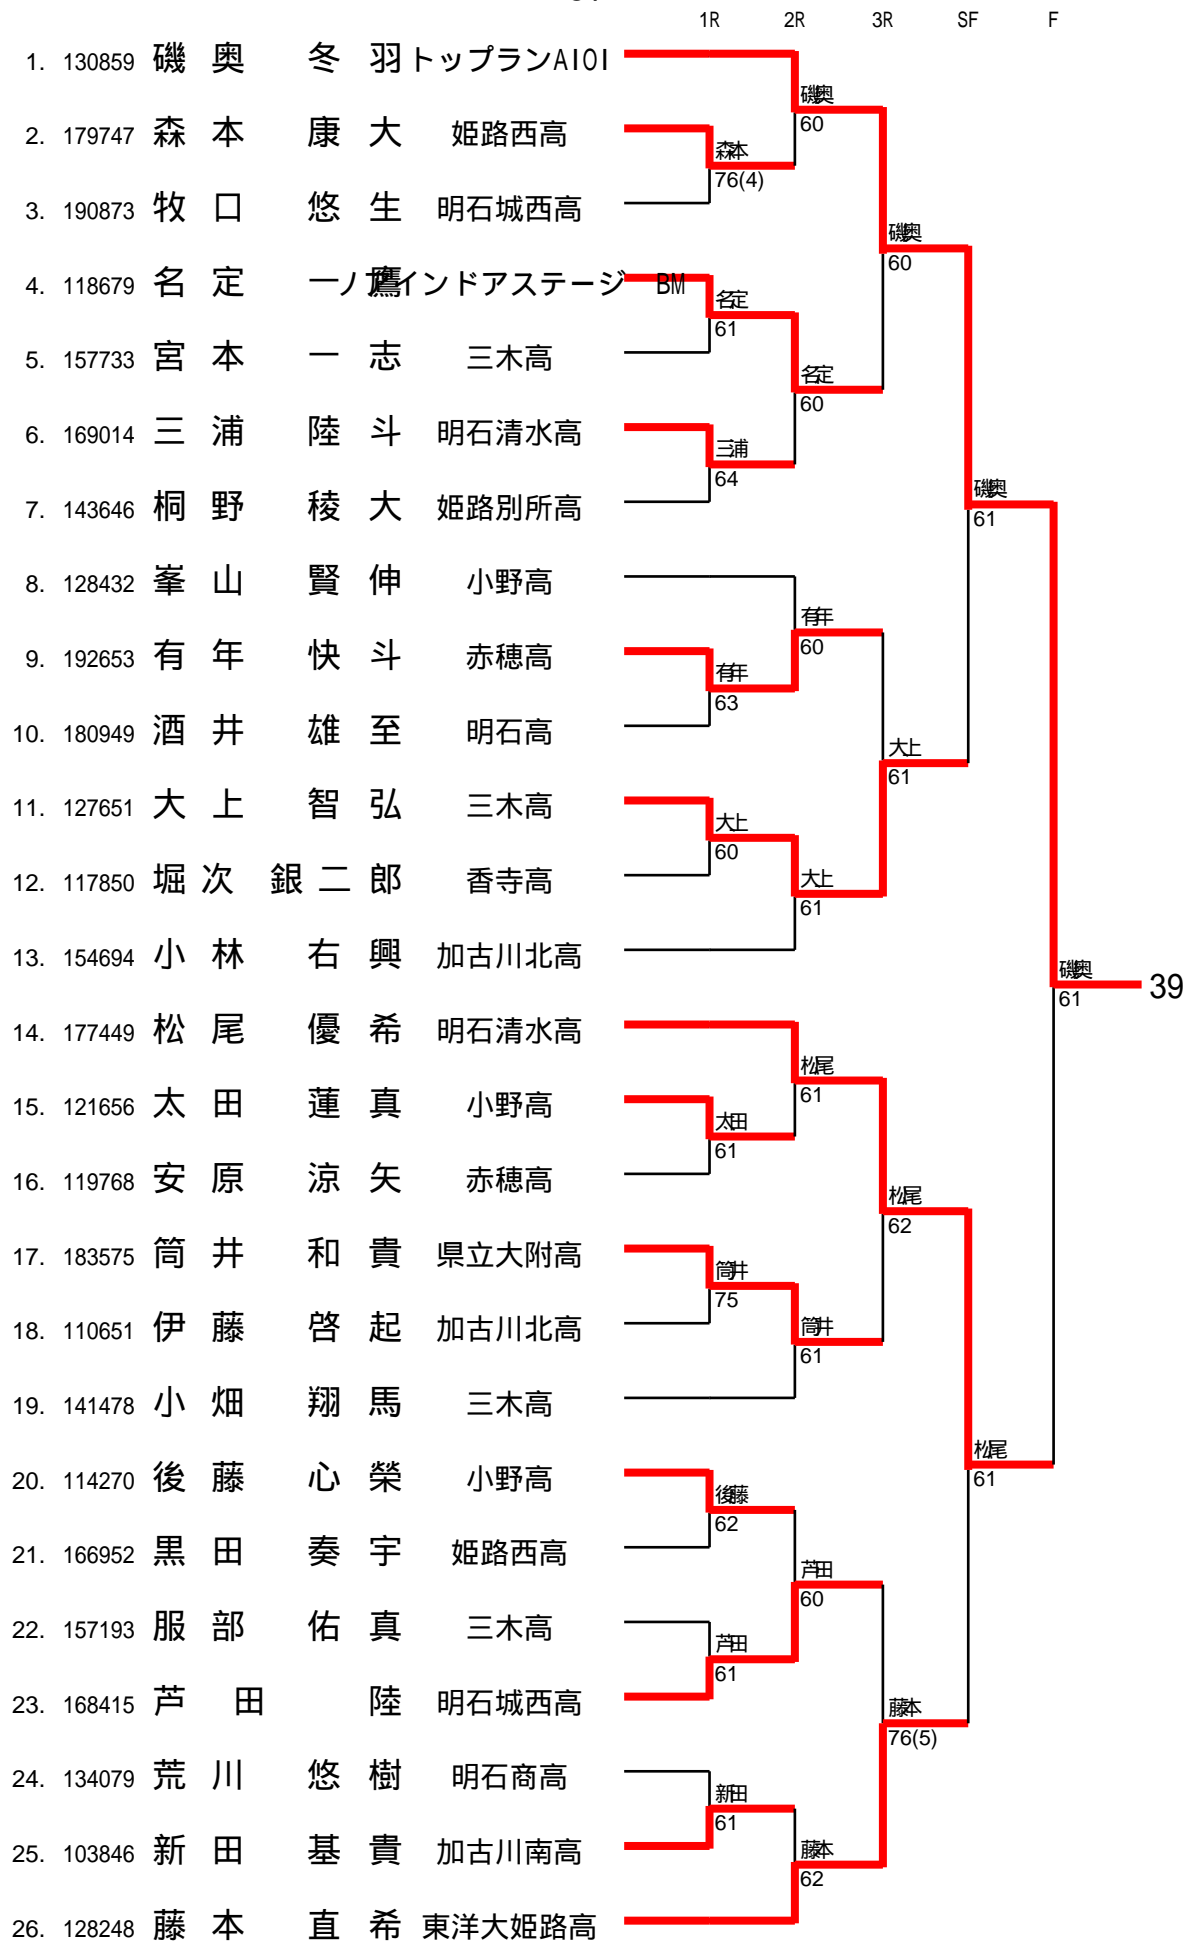 1R 2R 3R SF F
1. 130859 磯奥 冬羽 トップランAIOI
磯奥
60
2. 179747 森本 康大 姫路西高
森本
76(4)
3. 190873 牧口 悠生 明石城西高
磯奥
60
4. 118679 名定 一鷹 ノアインドアステージ BM
名定
61
5. 157733 宮本 一志 三木高
名定
60
6. 169014 三浦 陸斗 明石清水高
三浦
64
7. 143646 桐野 稜大 姫路別所高
磯奥
61
8. 128432 峯山 賢伸 小野高
有年
60
9. 192653 有年 快斗 赤穂高
有年
63
10. 180949 酒井 雄至 明石高
大上
61
11. 127651 大上 智弘 三木高
大上
60
12. 117850 堀次 銀二郎 香寺高
大上
61
13. 154694 小林 右興 加古川北高
磯奥
61
39
14. 177449 松尾 優希 明石清水高
松尾
61
15. 121656 太田 蓮真 小野高
太田
61
16. 119768 安原 涼矢 赤穂高
松尾
62
17. 183575 筒井 和貴 県立大附高
筒井
75
18. 110651 伊藤 啓起 加古川北高
筒井
61
19. 141478 小畑 翔馬 三木高
松尾
61
20. 114270 後藤 心榮 小野高
後藤
62
21. 166952 黒田 奏宇 姫路西高
芦田
60
22. 157193 服部 佑真 三木高
芦田
61
23. 168415 芦田 陸 明石城西高
藤本
76(5)
24. 134079 荒川 悠樹 明石商高
新田
61
25. 103846 新田 基貴 加古川南高
藤本
62
26. 128248 藤本 直希 東洋大姫路高